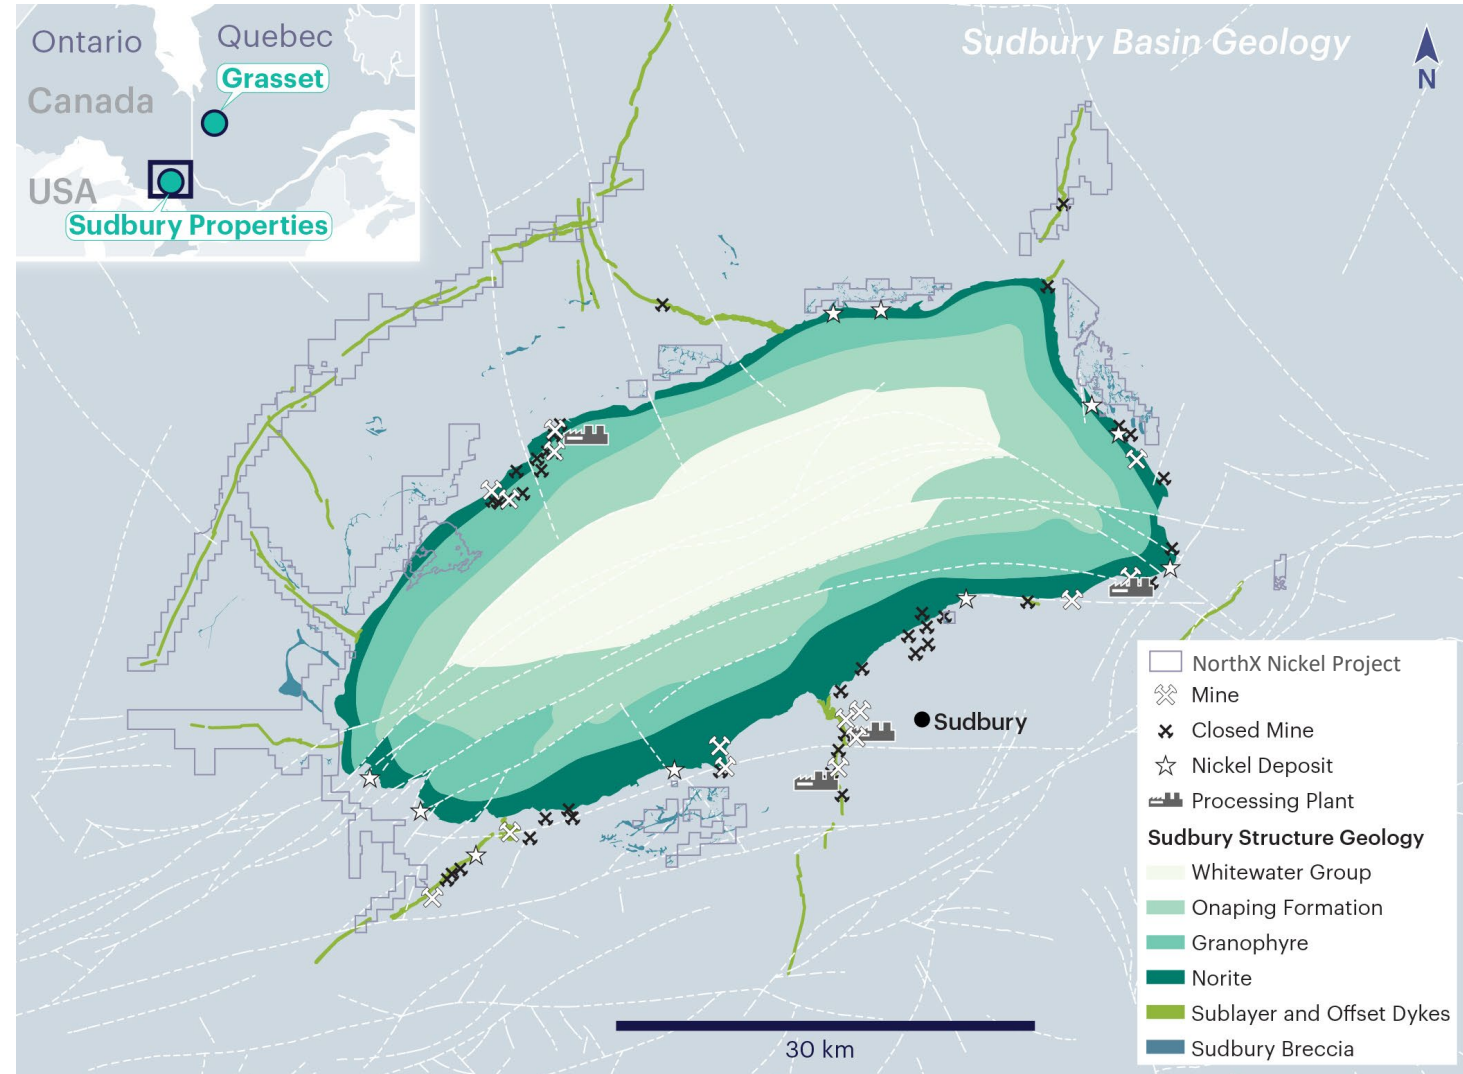 Sudbury Basin Geology
N
Ontario
Quebec
Grasset
Canada
USA
Sudbury Properties
Sudbury
NorthX Nickel Project
Mine
Closed Mine
Nickel Deposit
Processing Plant
Sudbury Structure Geology
Whitewater Group
Onaping Formation
Granophyre
Norite
Sublayer and Offset Dykes
Sudbury Breccia
30 km